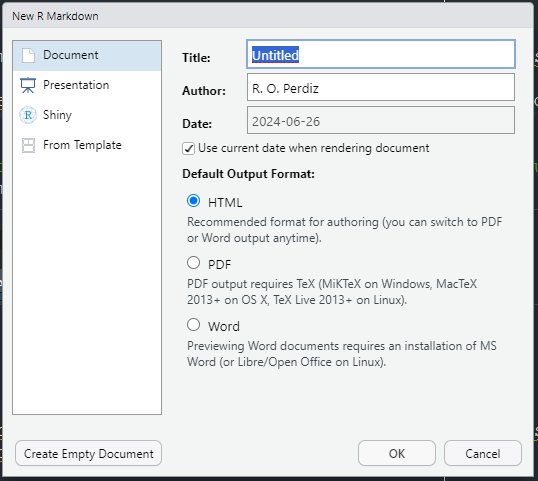 New R Markdown
Document
Presentation
R
Shiny
From Template
Title:
Untitled
Author:
R. O. Perdiz
Date:
2024-06-26
Use current date when rendering document
Default Output Format:
HTML
Recommended format for authoring (you can switch to PDF
or Word output anytime).
PDF
PDF output requires TeX (MiKTeX on Windows, MacTeX
2013+ on OS X, TeX Live 2013+ on Linux).
Word
Previewing Word documents requires an installation of MS
Word (or Libre/Open Office on Linux).
Create Empty Document
OK
Cancel